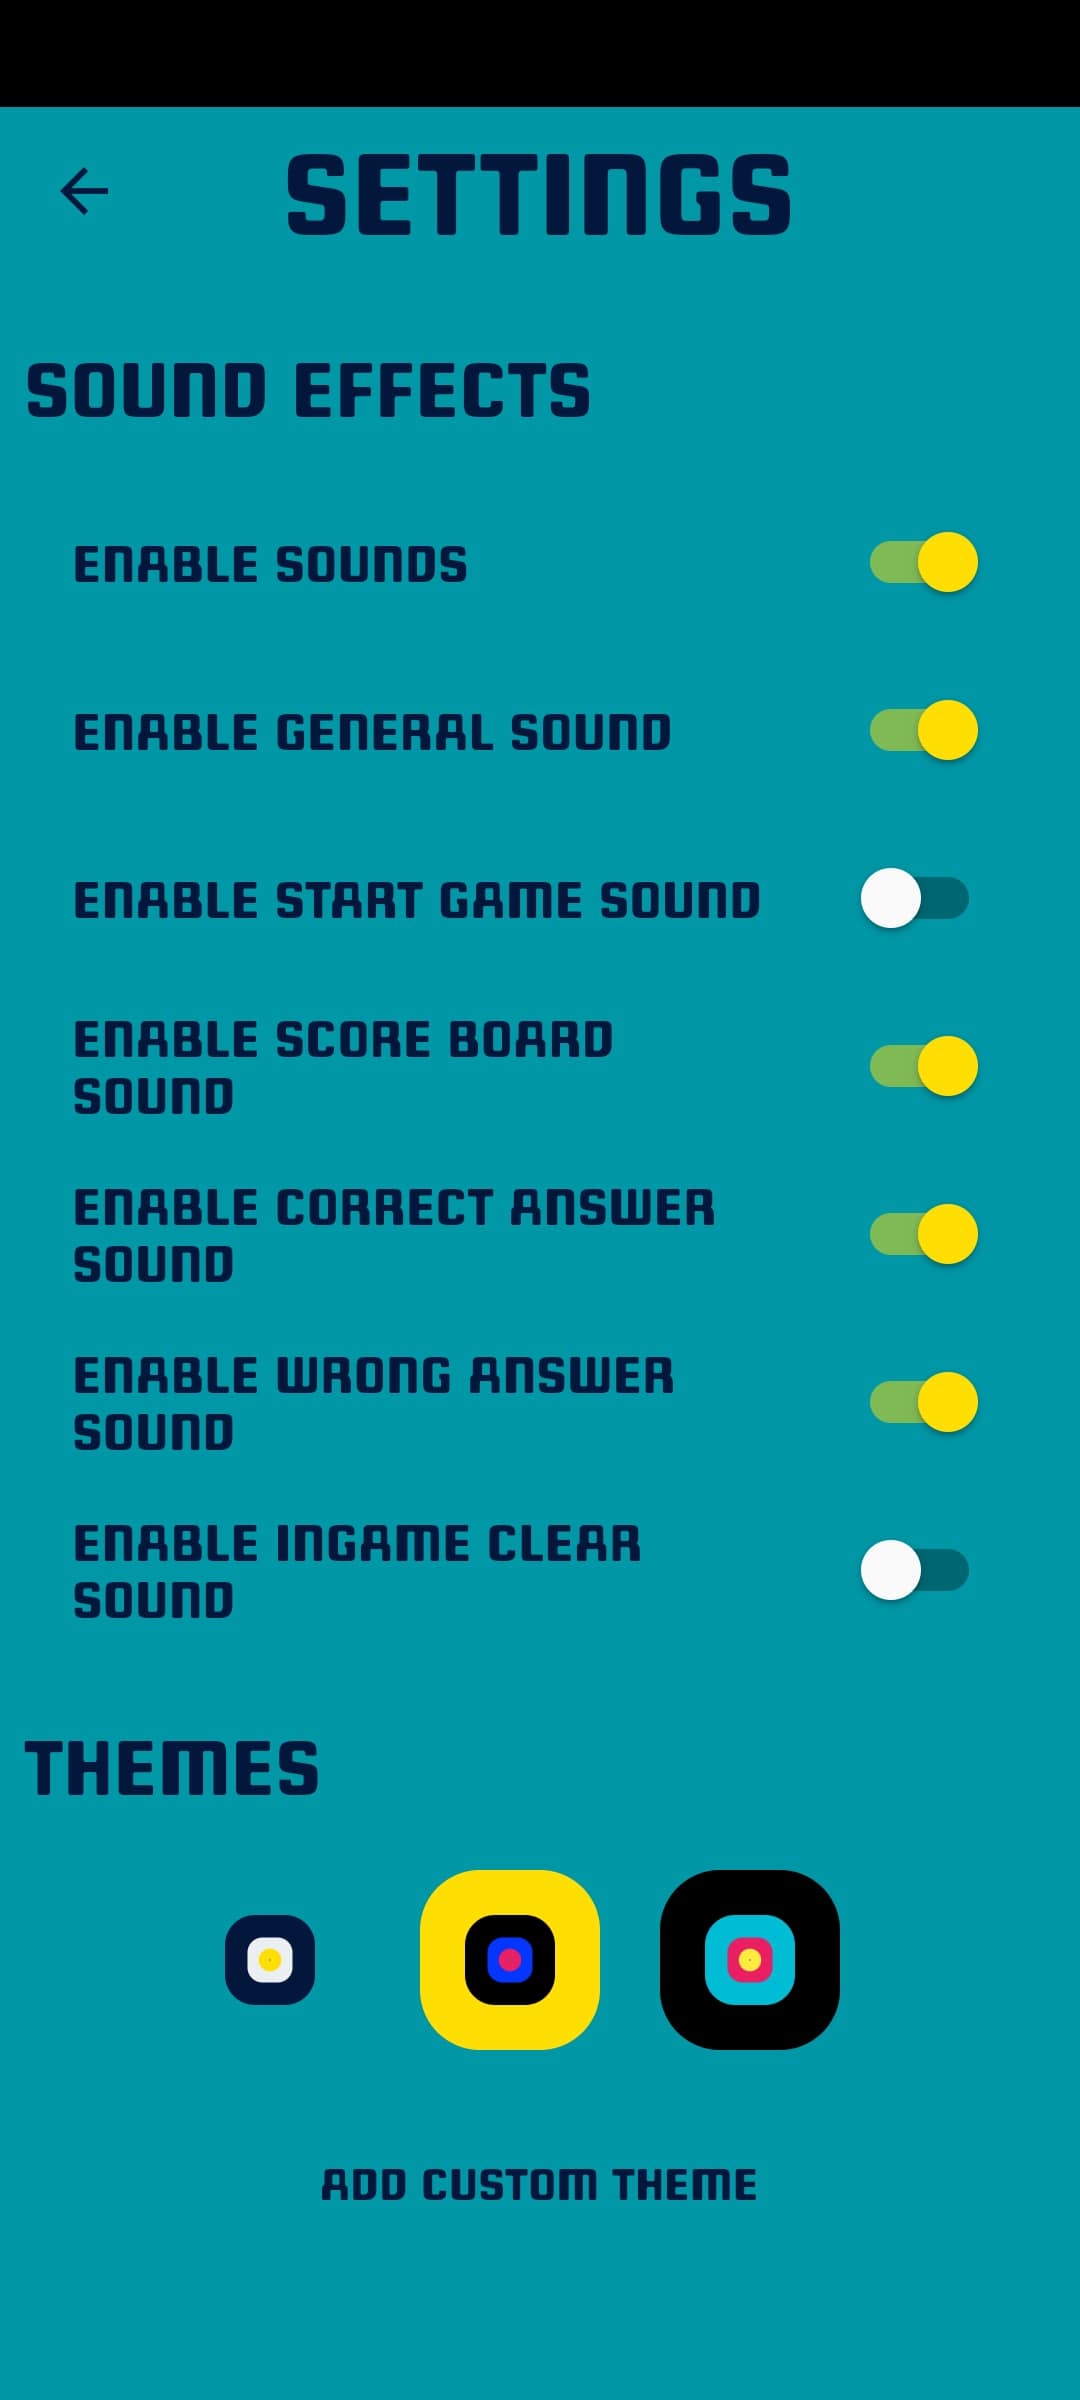 SETTINGS
SOUND EFFECTS
ENABLE SOUNDS
ENABLE GENERAL SOUND
ENABLE START GAME SOUND
ENABLE SCORE BOARD
SOUND
ENABLE CORRECT ANSWER
SOUND
ENABLE WRONG ANSWER
SOUND
ENABLE INGAME CLEAR
SOUND
THEMES
ADD CUSTOM THEME